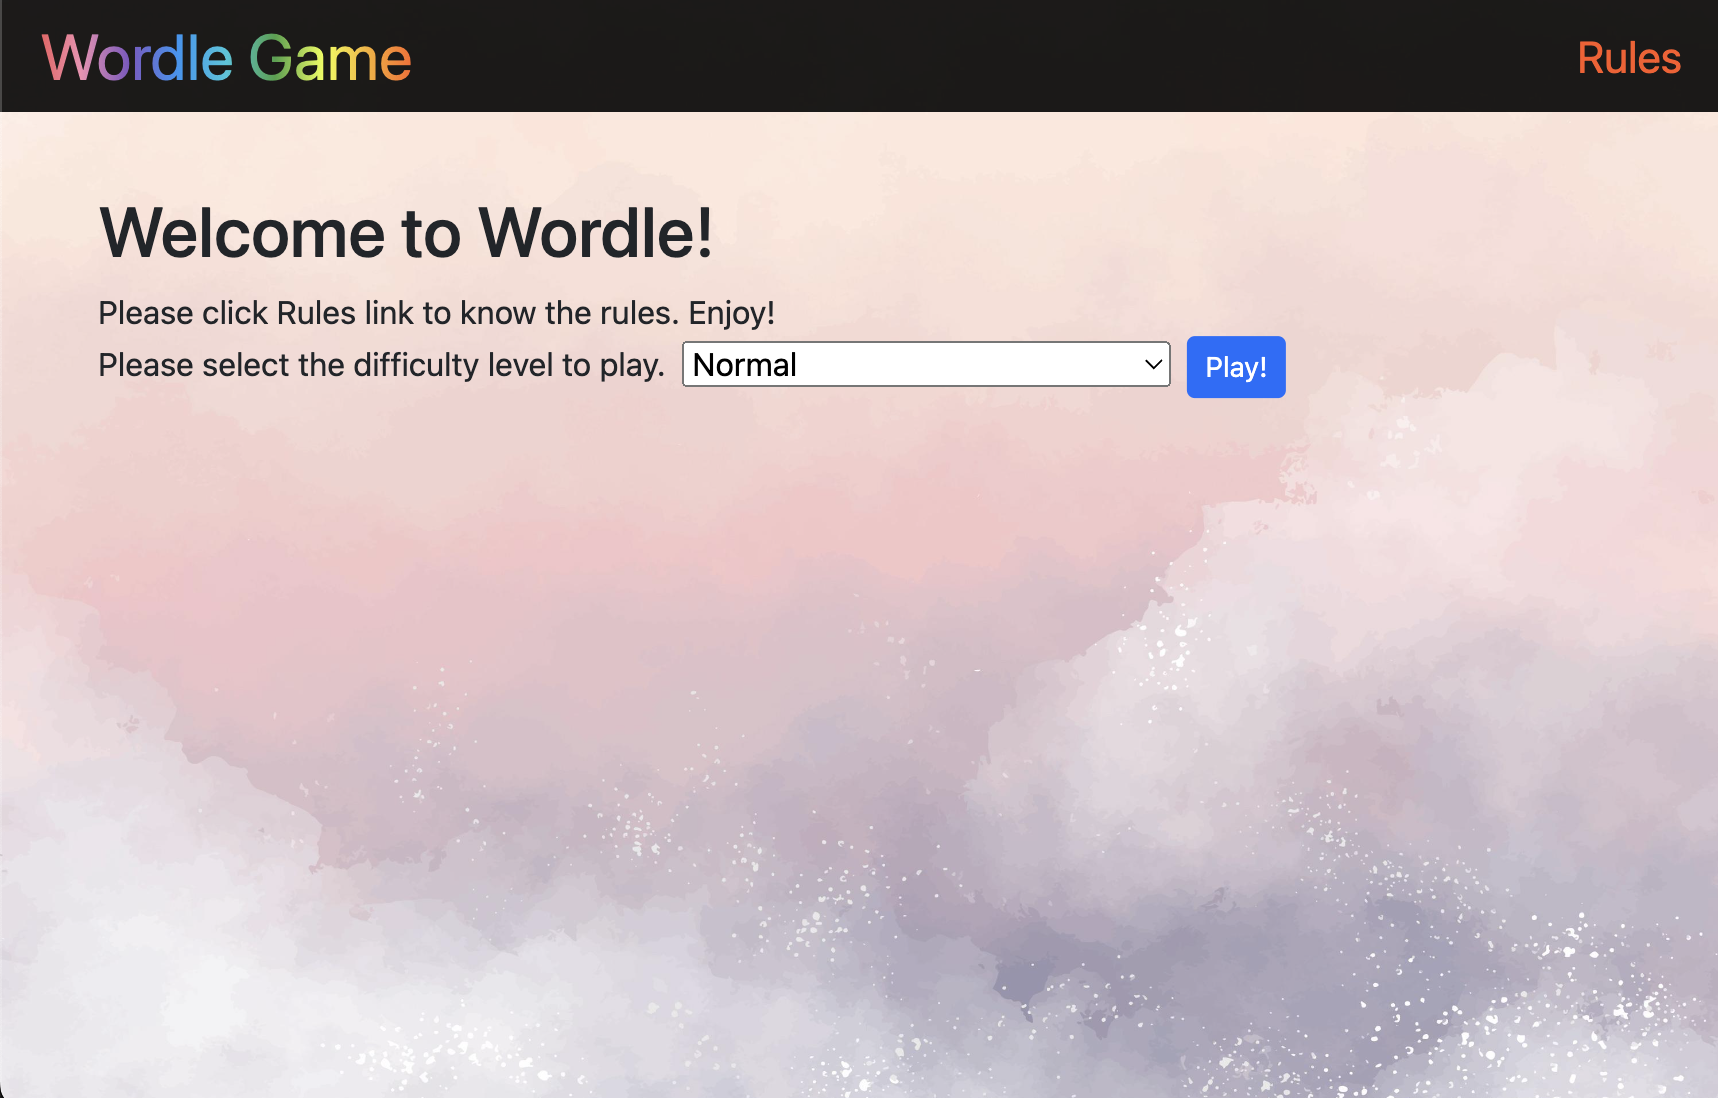 Wordle Game
Rules
Welcome to Wordle!
Please click Rules link to know the rules. Enjoy!
Please select the difficulty level to play. Normal Play!